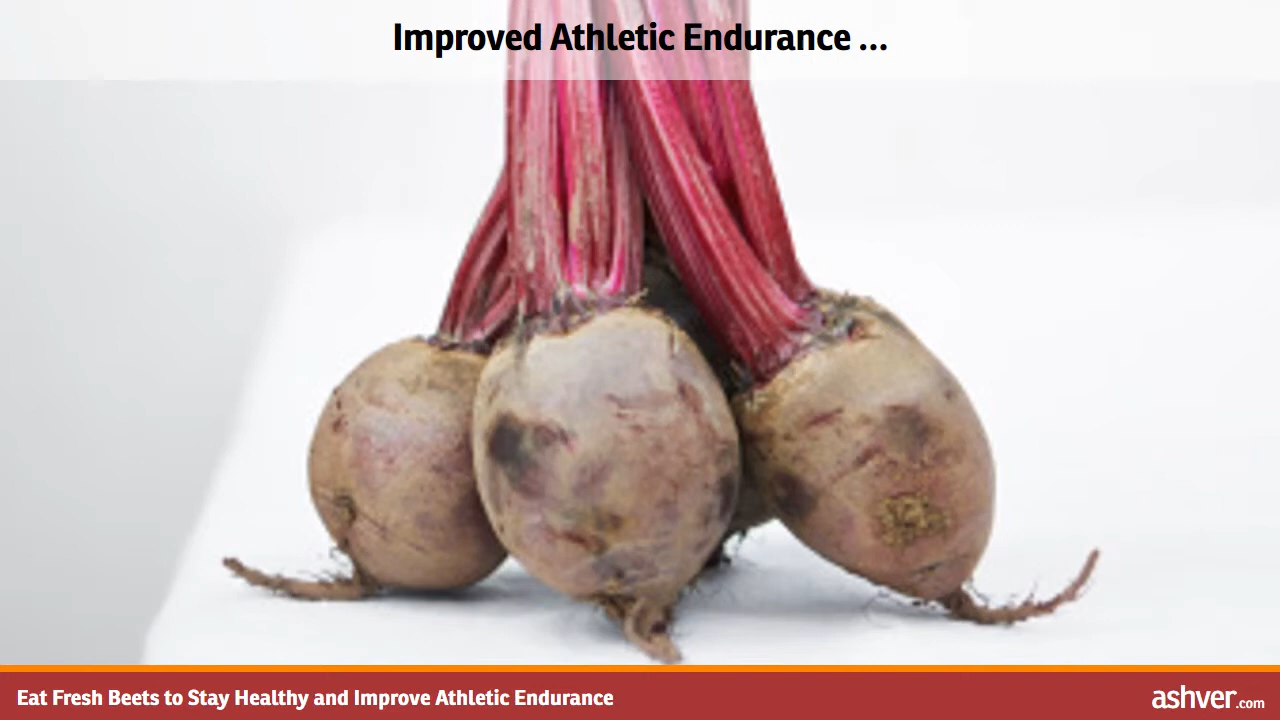 Improved Athletic Endurance ...
Eat Fresh Beets to Stay Healthy and Improve Athletic Endurance
ashver.com